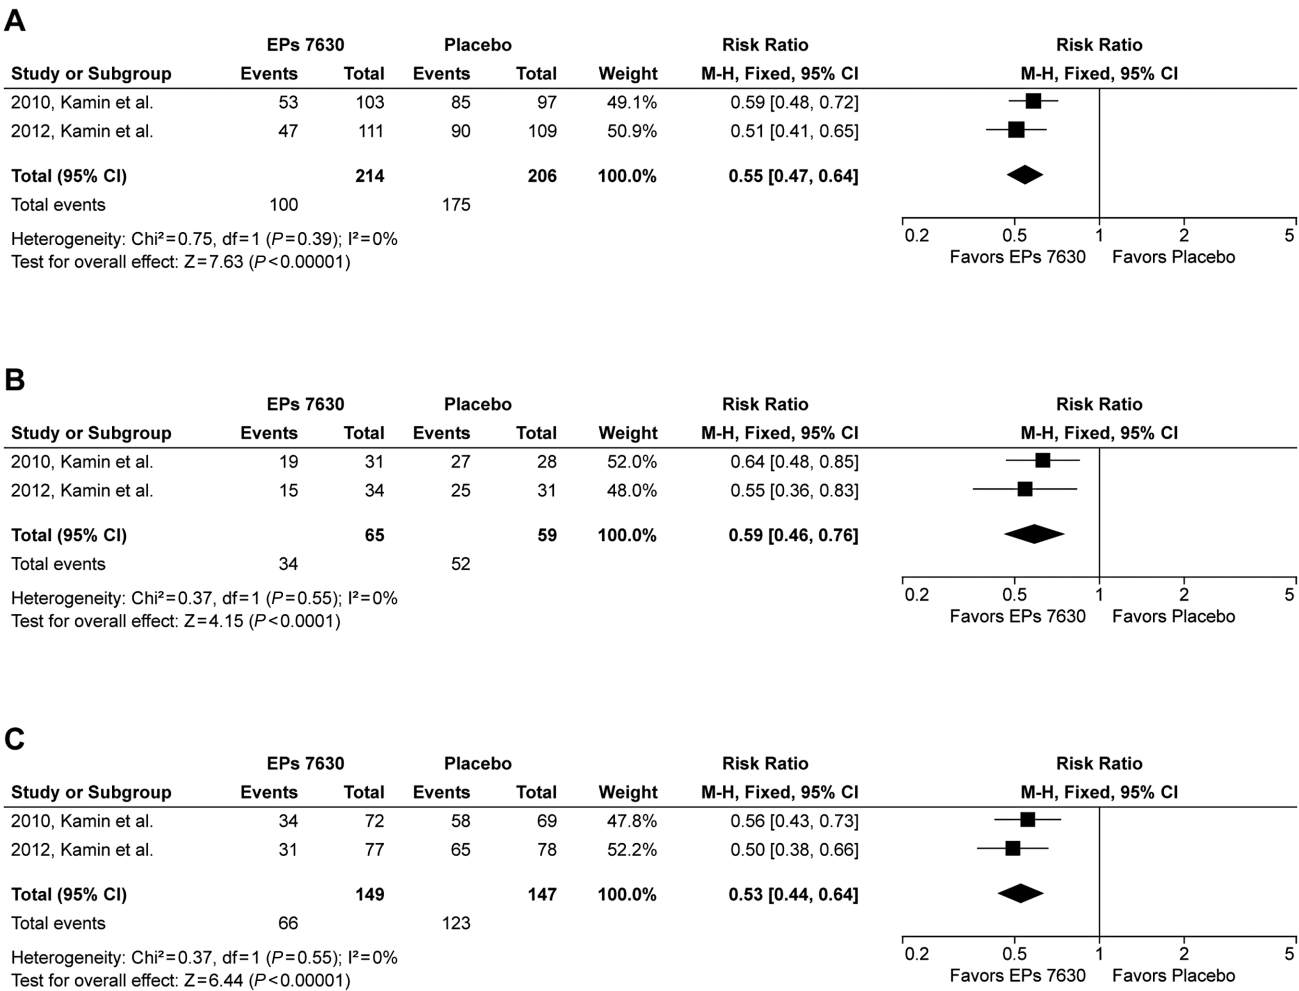 A
EPs 7630 Placebo Risk Ratio Risk Ratio
Study or Subgroup Events Total Events Total Weight M-H, Fixed, 95% CI M-H, Fixed, 95% CI
2010, Kamin et al. 53 103 85 97 49.1% 0.59 [0.48, 0.72]
2012, Kamin et al. 47 111 90 109 50.9% 0.51 [0.41, 0.65]
Total (95% CI) 214 206 100.0% 0.55 [0.47, 0.64]
Total events 100 175
0.2 0.5 1 2 5
Heterogeneity: Chi²=0.75, df=1 (P=0.39); I²=0%
Favors EPs 7630 Favors Placebo
Test for overall effect: Z=7.63 (P<0.00001)
B
EPs 7630 Placebo Risk Ratio Risk Ratio
Study or Subgroup Events Total Events Total Weight M-H, Fixed, 95% CI M-H, Fixed, 95% CI
2010, Kamin et al. 19 31 27 28 52.0% 0.64 [0.48, 0.85]
2012, Kamin et al. 15 34 25 31 48.0% 0.55 [0.36, 0.83]
Total (95% CI) 65 59 100.0% 0.59 [0.46, 0.76]
Total events 34 52
0.2 0.5 1 2 5
Heterogeneity: Chi²=0.37, df=1 (P=0.55); I²=0%
Favors EPs 7630 Favors Placebo
Test for overall effect: Z=4.15 (P<0.0001)
C
EPs 7630 Placebo Risk Ratio Risk Ratio
Study or Subgroup Events Total Events Total Weight M-H, Fixed, 95% CI M-H, Fixed, 95% CI
2010, Kamin et al. 34 72 58 69 47.8% 0.56 [0.43, 0.73]
2012, Kamin et al. 31 77 65 78 52.2% 0.50 [0.38, 0.66]
Total (95% CI) 149 147 100.0% 0.53 [0.44, 0.64]
Total events 66 123
0.2 0.5 1 2 5
Heterogeneity: Chi²=0.37, df=1 (P=0.55); I²=0%
Favors EPs 7630 Favors Placebo
Test for overall effect: Z=6.44 (P<0.00001)